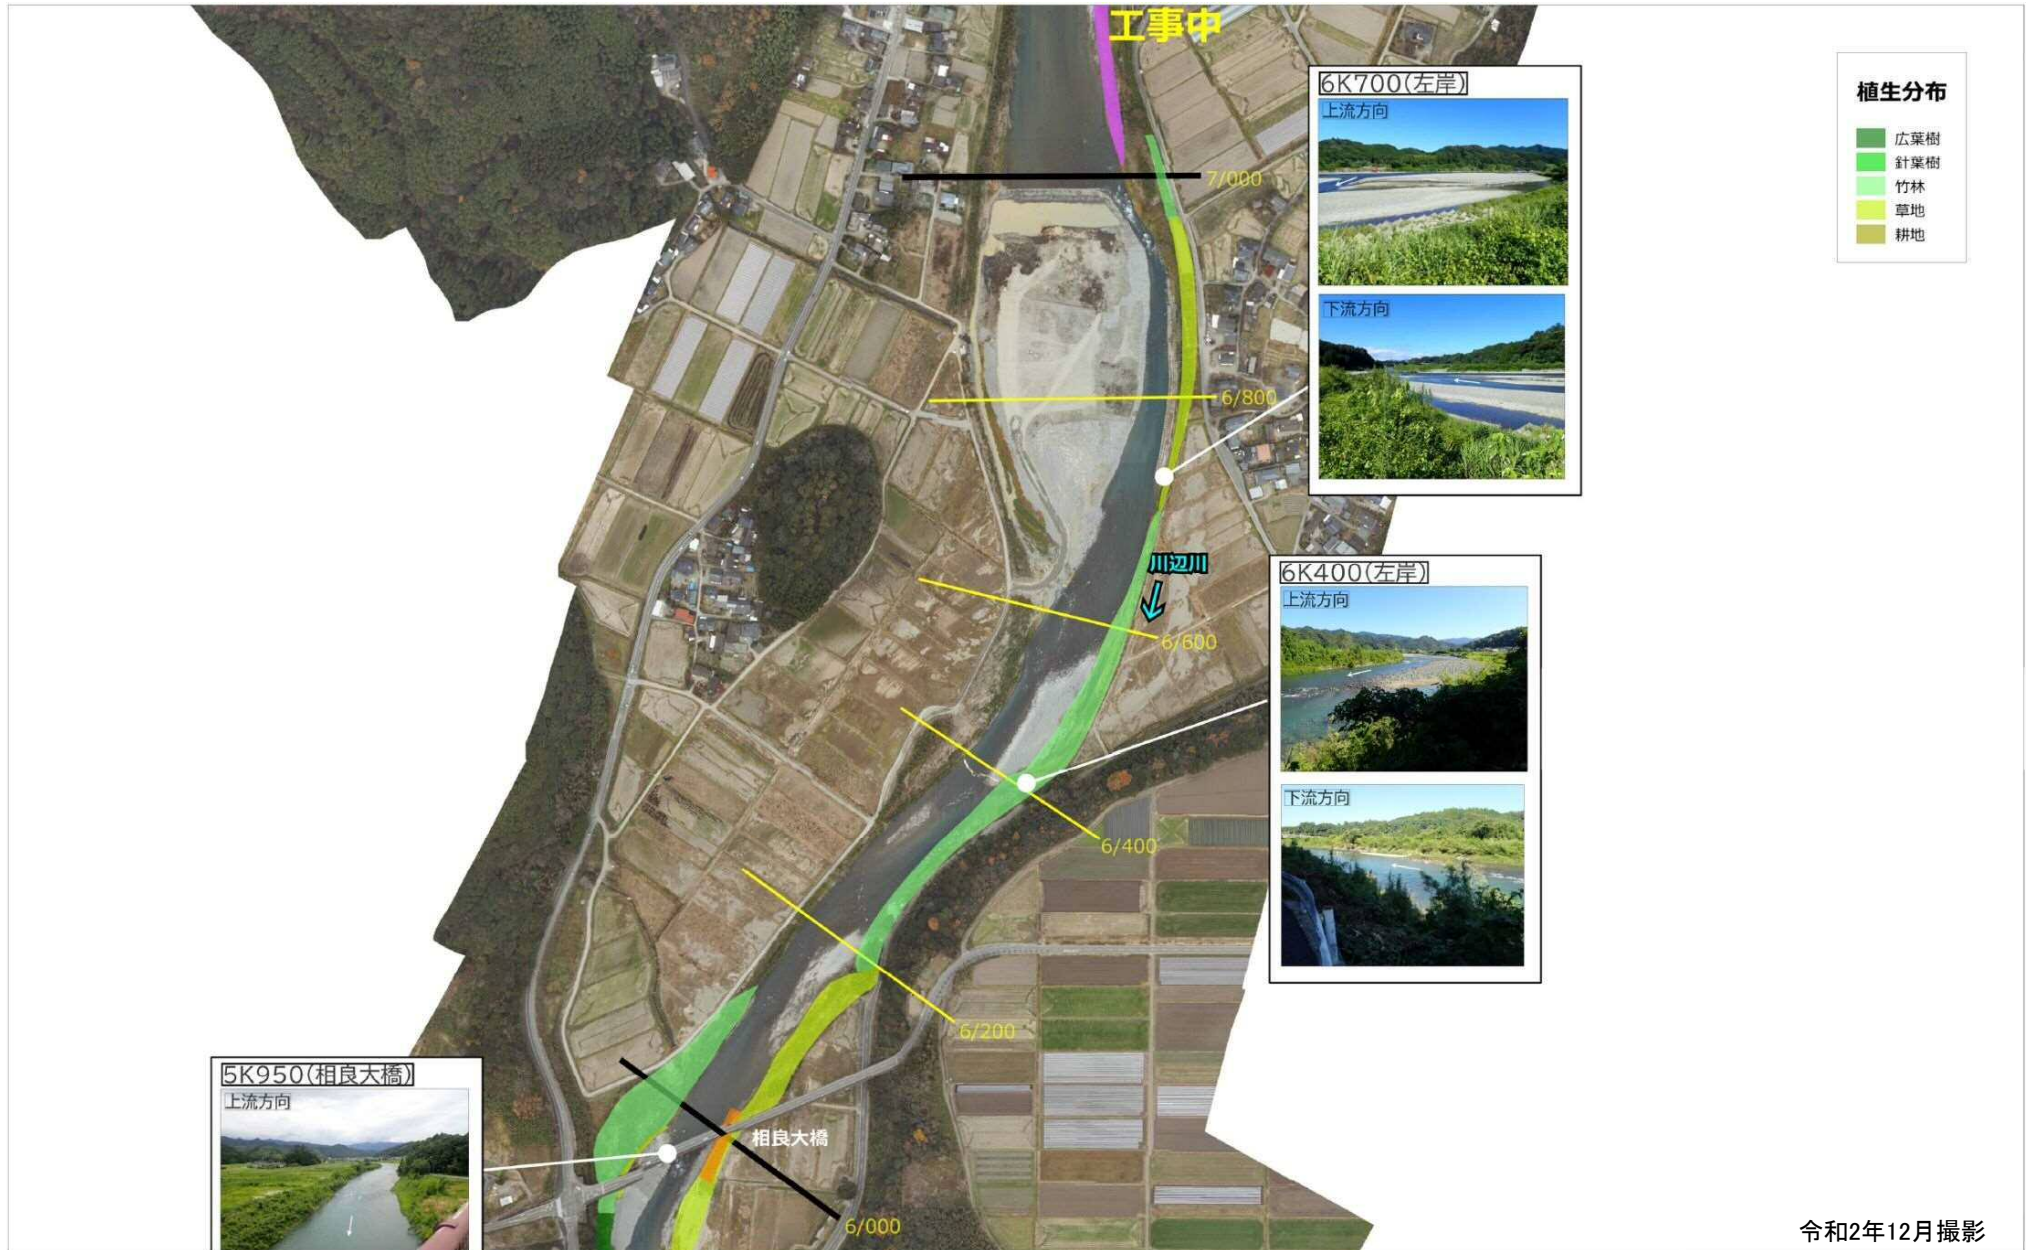 工事中
植生分布
広葉樹
針葉樹
竹林
草地
耕地
6K700(左岸)
上流方向
下流方向
7/000
6/800
川辺川
6/600
6K400(左岸)
上流方向
下流方向
6/400
6/200
5K950(相良大橋)
上流方向
相良大橋
6/000
令和2年12月撮影